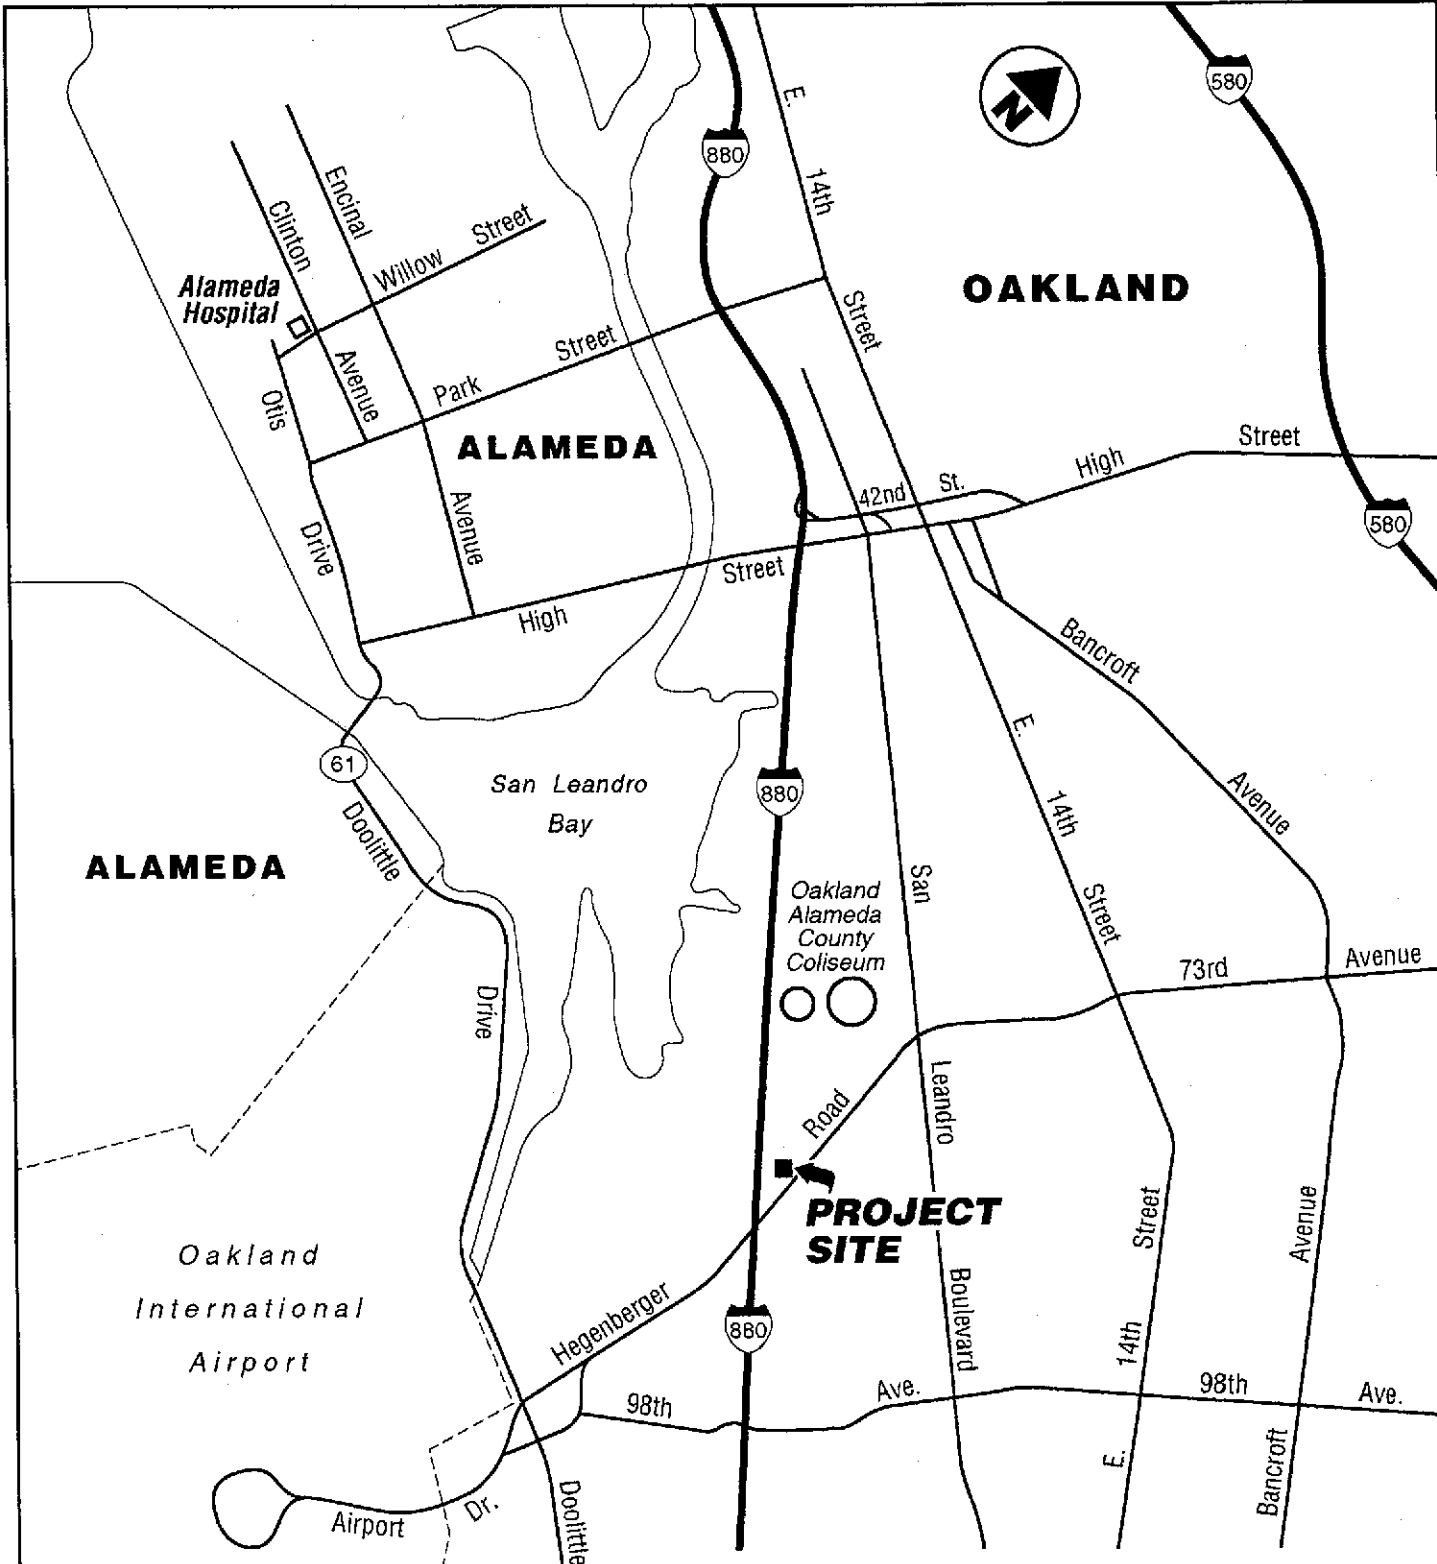 E.
14th
Street
580
N
880
Encinal
Clinton
Willow
Street
Alameda
Hospital
OAKLAND
Otis
Avenue
Park
Street
ALAMEDA
Avenue
Drive
High
Street
42nd
St.
High
Street
580
Bancroft
Avenue
E.
14th
Street
61
Doolittle
Drive
San Leandro
Bay
880
ALAMEDA
Oakland
Alameda
County
Coliseum
San
Leandro
Boulevard
73rd
Avenue
Road
PROJECT
SITE
Oakland
International
Airport
Hegenberger
880
Street
14th
E.
Avenue
Bancroft
98th
Ave.
98th
Ave.
Airport
Dr.
Doolittle